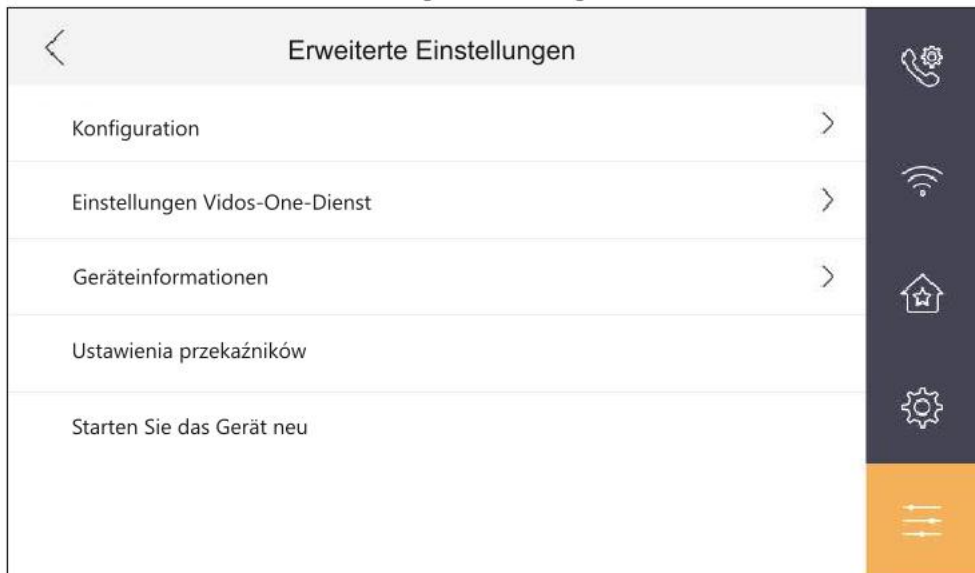 Erweiterte Einstellungen
Konfiguration
Einstellungen Vidos-One-Dienst
Geräteinformationen
Ustawienia przekaźników
Starten Sie das Gerät neu